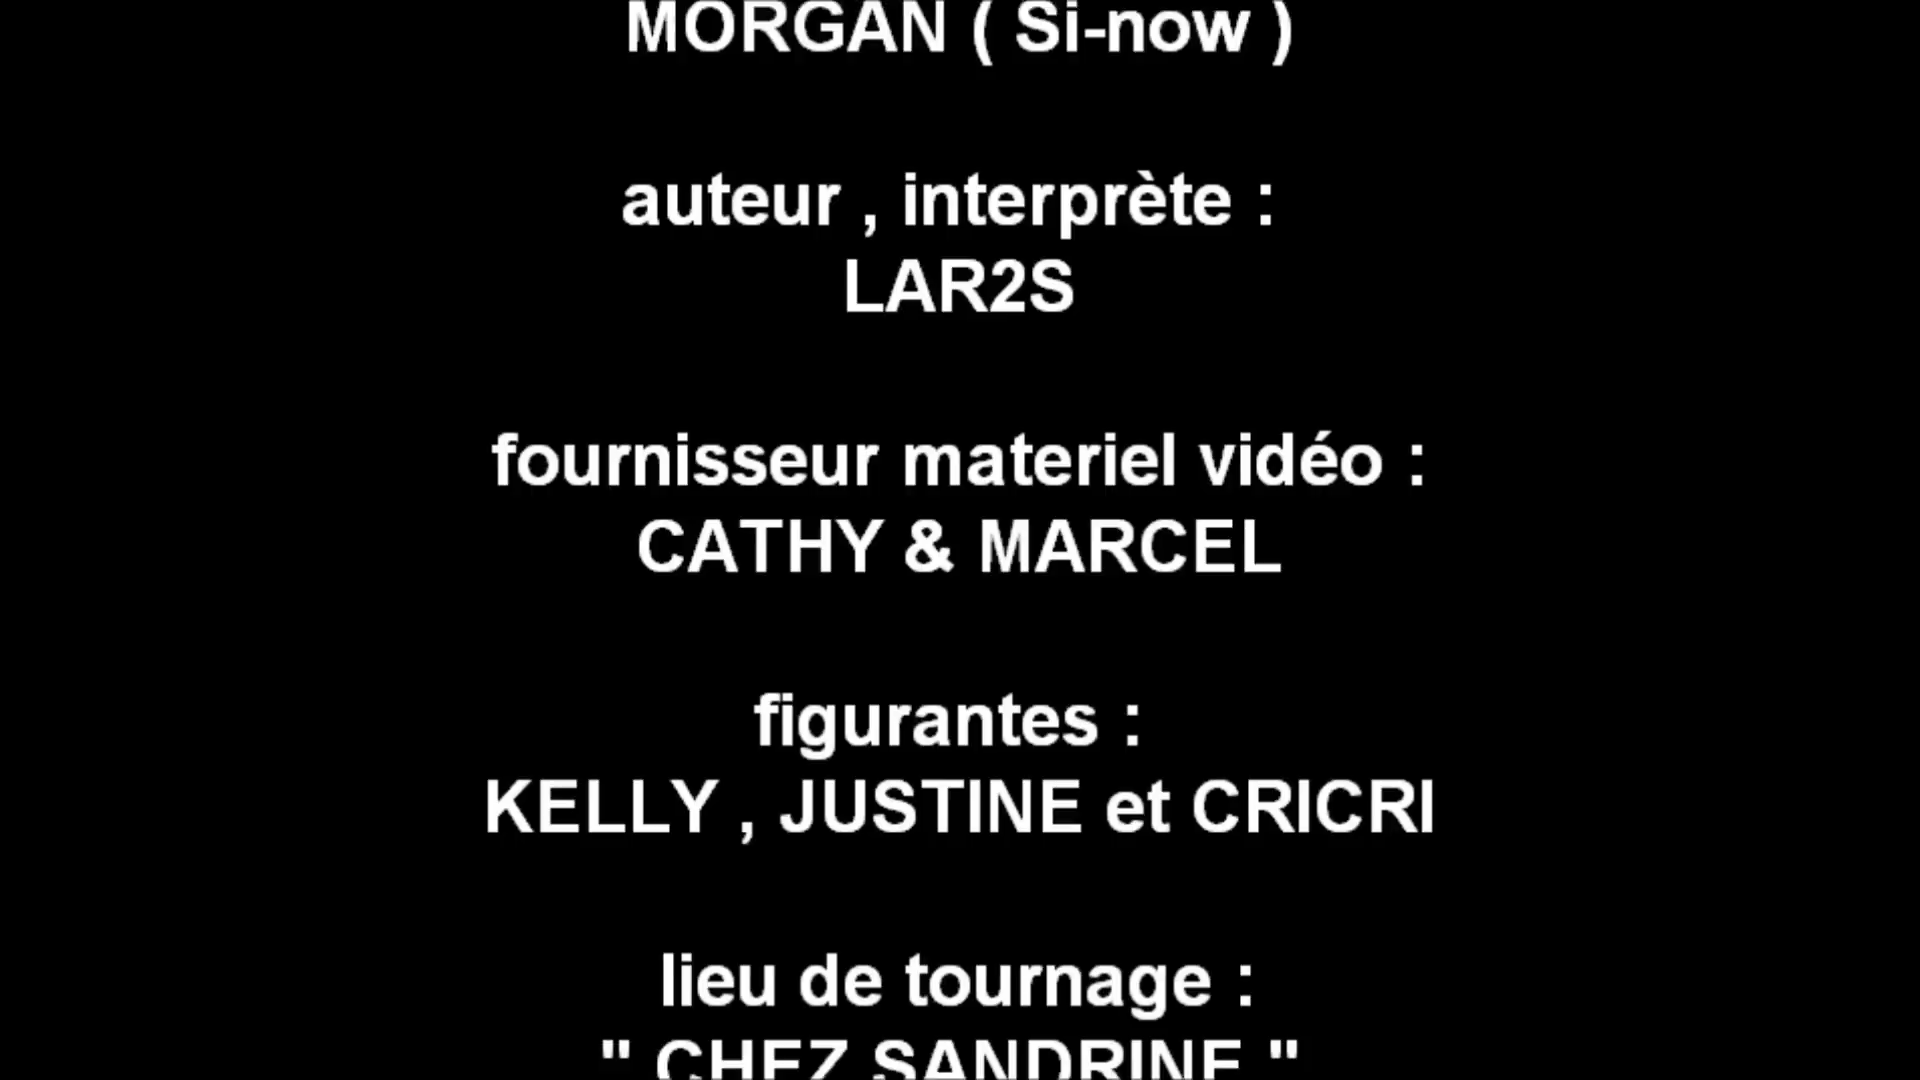 MORGAN ( Si-now )
auteur , interprète :
LAR2S
fournisseur materiel vidéo :
CATHY & MARCEL
figurantes :
KELLY , JUSTINE et CRICRI
lieu de tournage :
" CHEZ SANDRINE "